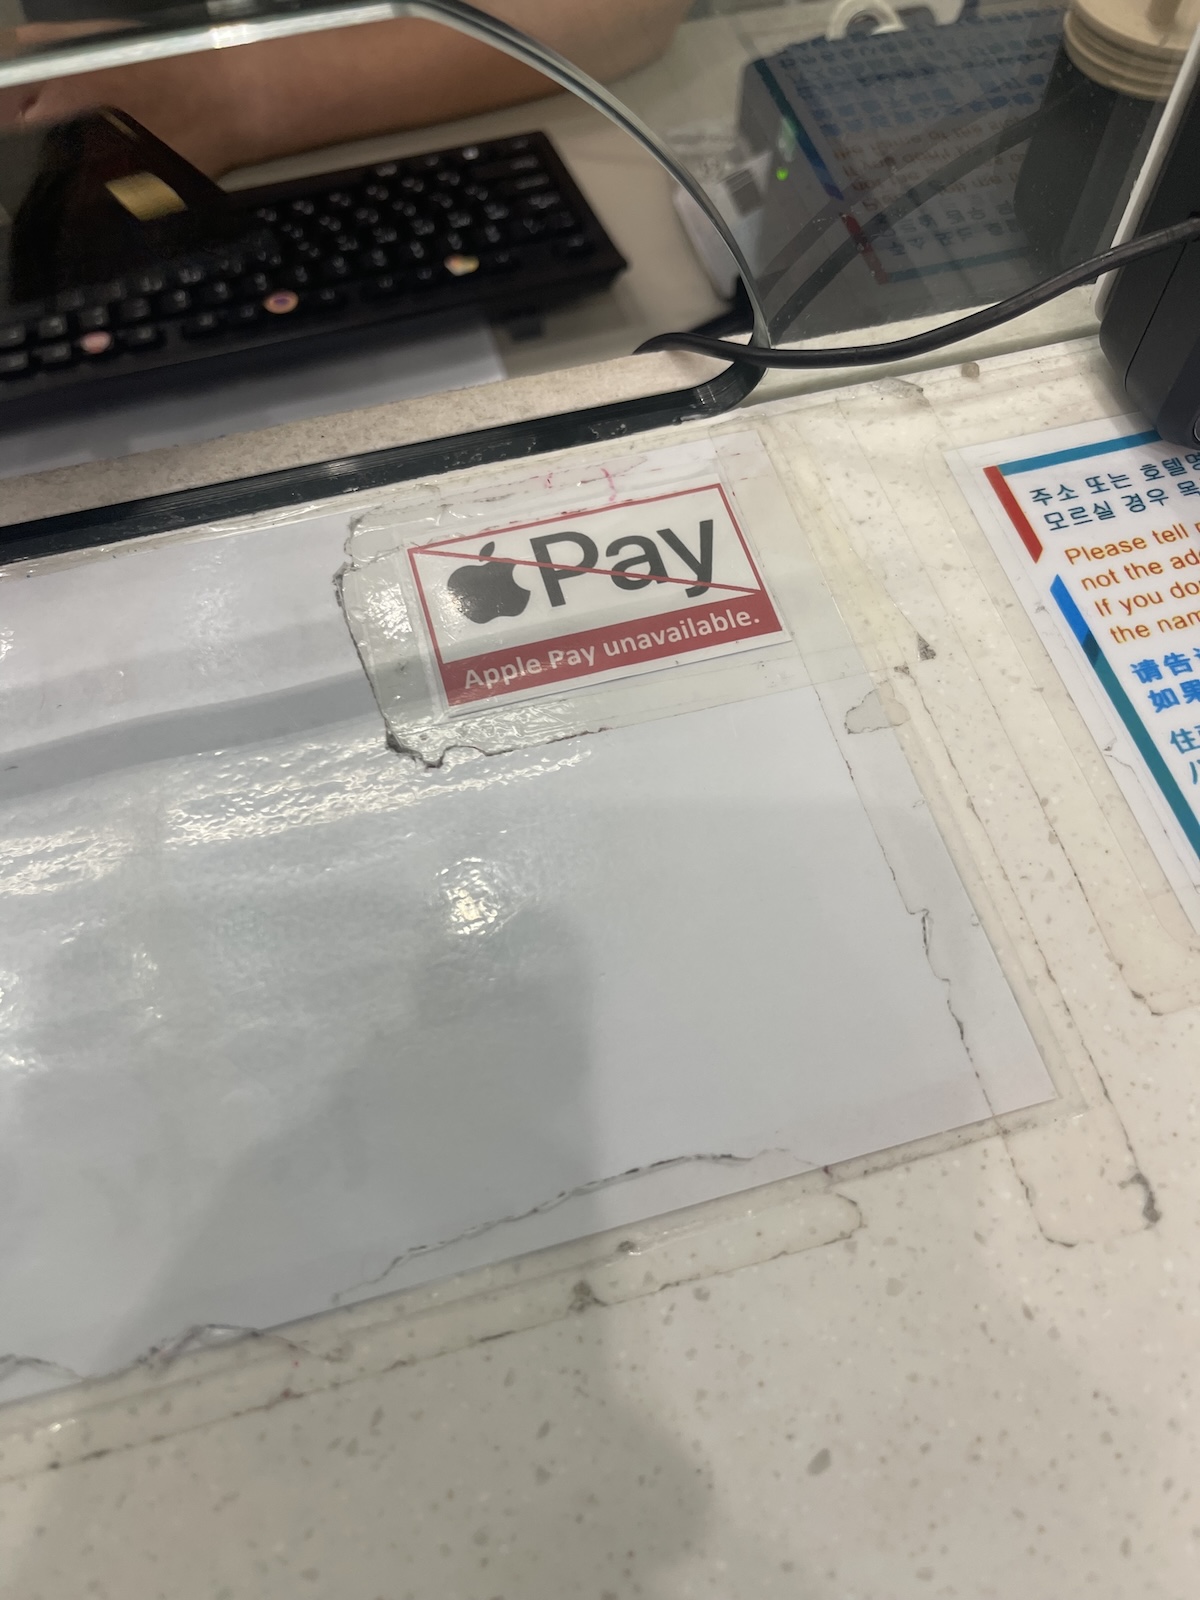 Pay
Apple Pay unavailable.
주소 또는 호텔명
모르실 경우 목
Please tell
not the ad
If you do
the nam
请告
如果
住